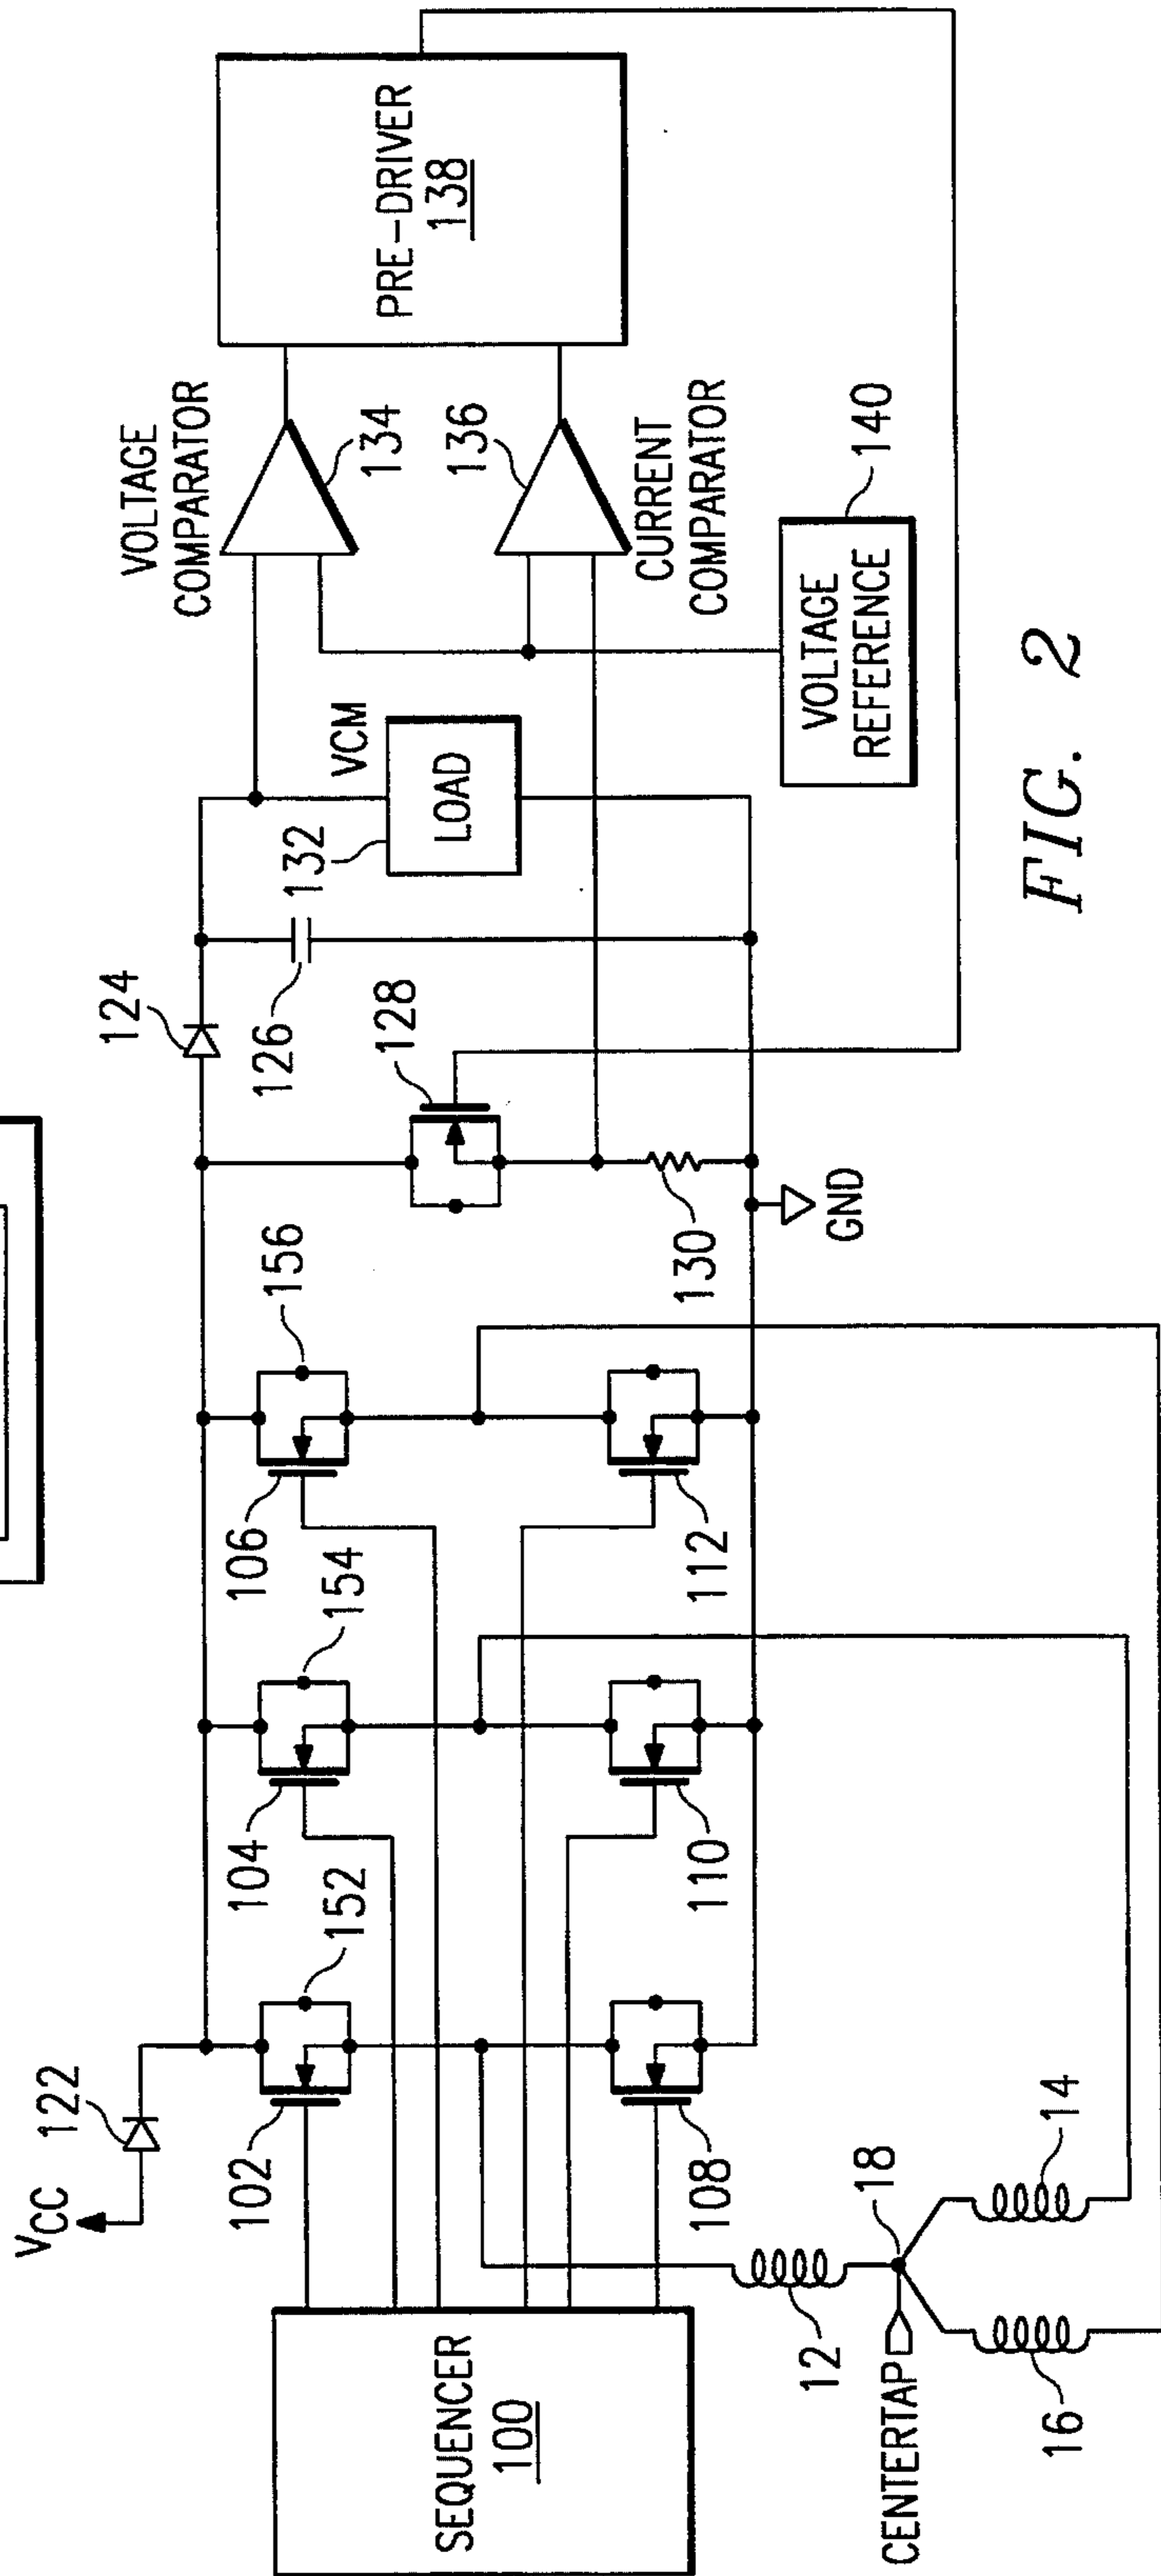 VCC
122
102
152
104
154
106
156
124
126
132
VCM
LOAD
128
130
GND
VOLTAGE
COMPARATOR
134
136
CURRENT
COMPARATOR
PRE-DRIVER
138
VOLTAGE
REFERENCE
140
SEQUENCER
100
108
110
112
12
18
14
16
CENTERTAP
FIG. 2